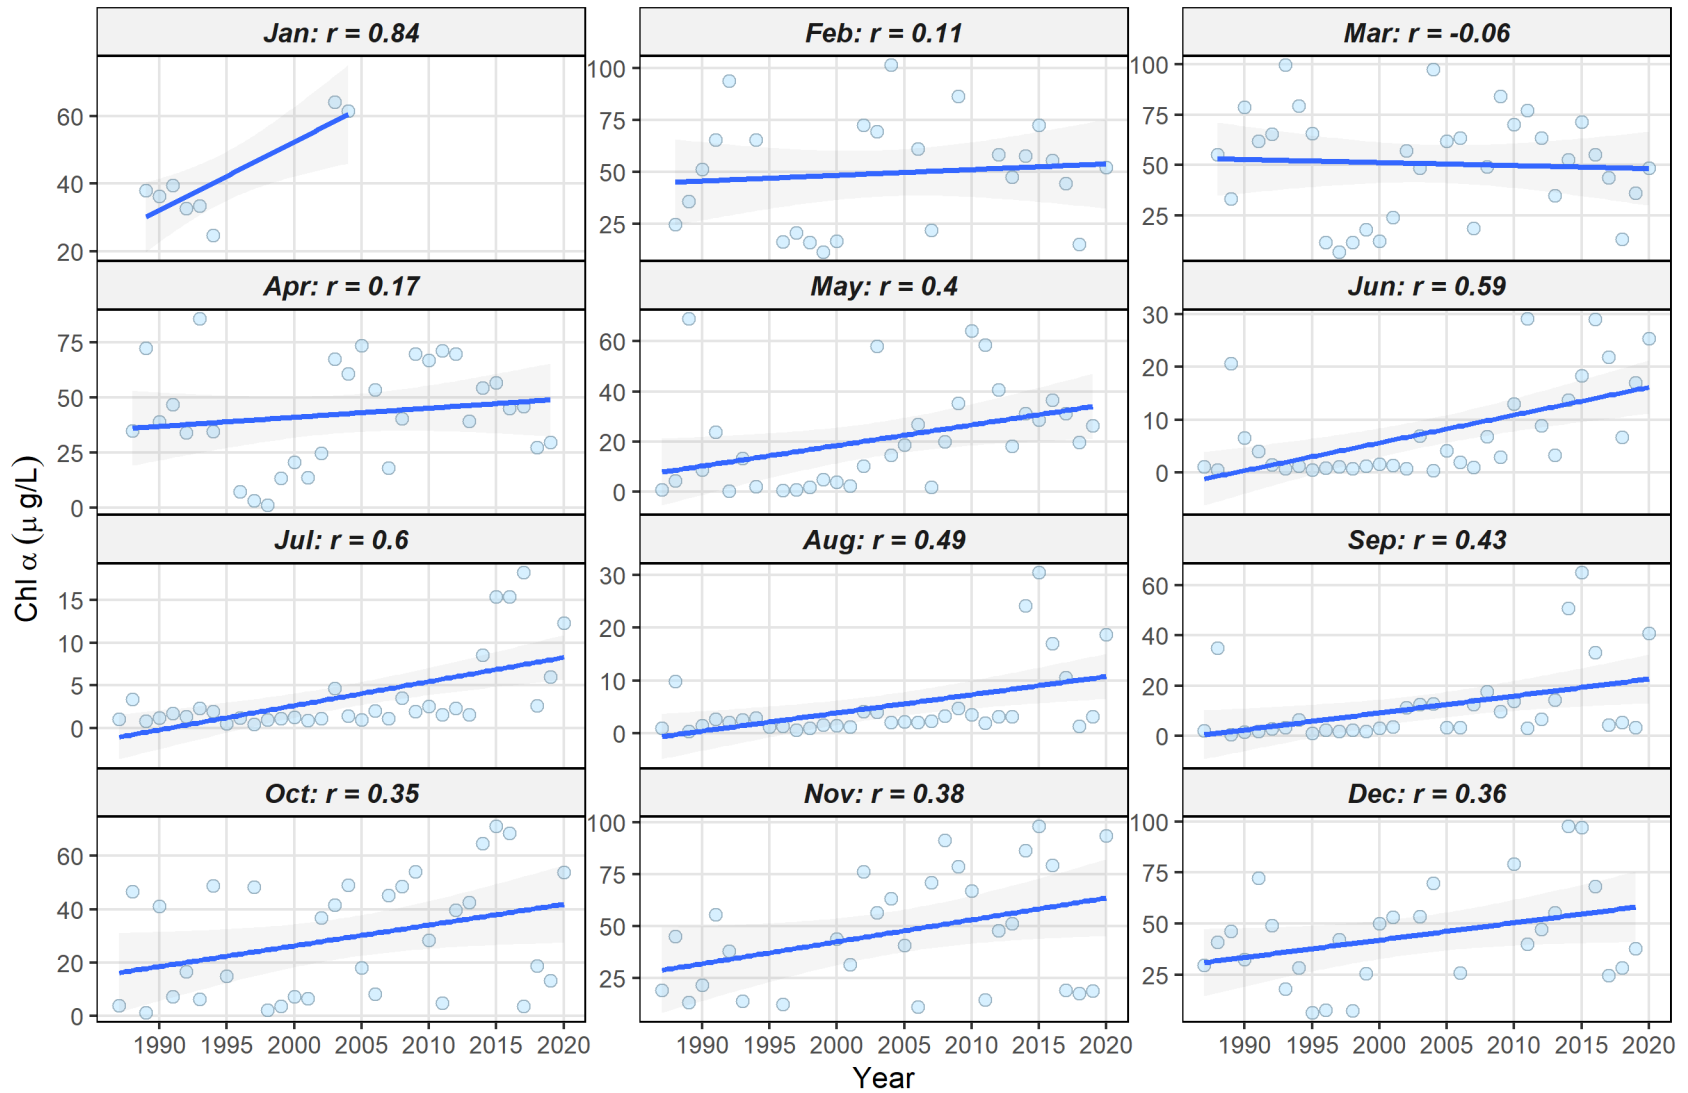 Jan: r = 0.84
Feb: r = 0.11
Mar: r = -0.06
60
40
20
100
75
50
25
100
75
50
25
Apr: r = 0.17
May: r = 0.4
Jun: r = 0.59
75
50
25
0
60
40
20
0
30
20
10
0
Jul: r = 0.6
Aug: r = 0.49
Sep: r = 0.43
15
10
5
0
30
20
10
0
60
40
20
0
Oct: r = 0.35
Nov: r = 0.38
Dec: r = 0.36
60
40
20
0
100
75
50
25
100
75
50
25
1990 1995 2000 2005 2010 2015 2020
1990 1995 2000 2005 2010 2015 2020
1990 1995 2000 2005 2010 2015 2020
Year
Chl α (μ g/L)